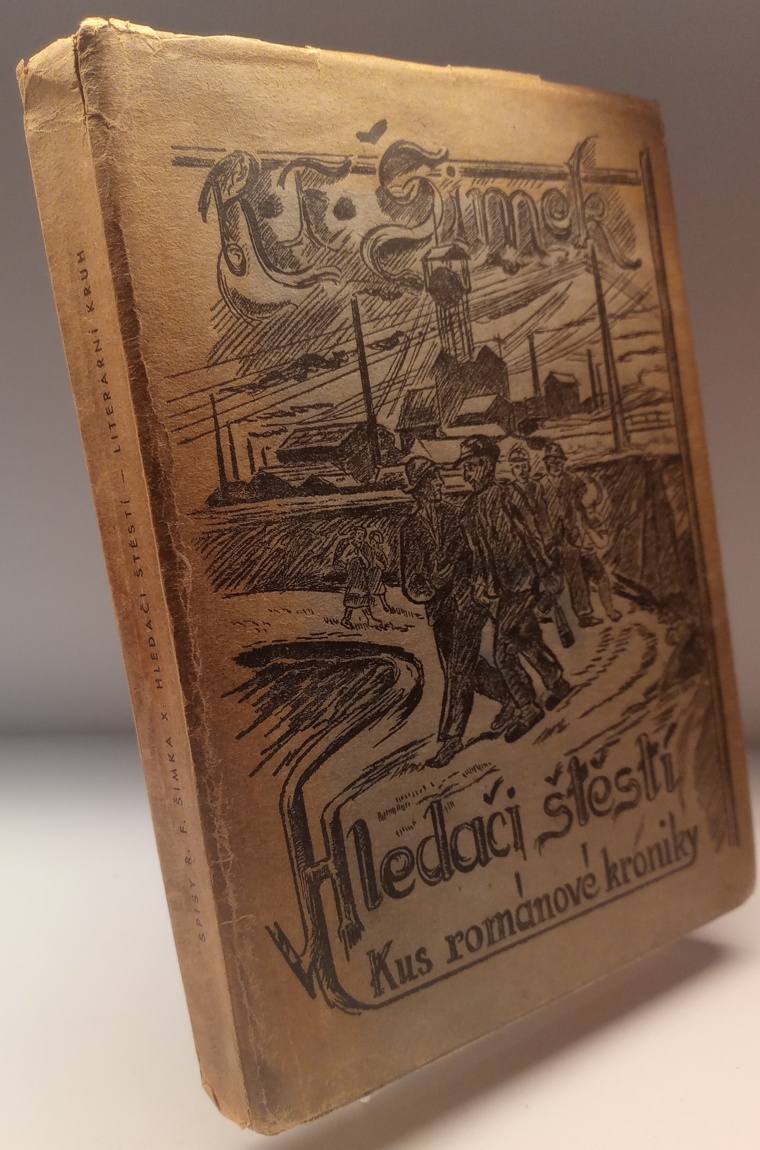 R. F. Šimek
Hledači štěstí
Kus románové kroniky
SPISY R. F. ŠIMKA X: HLEDAČI ŠTĚSTÍ – LITERÁRNÍ KRUH